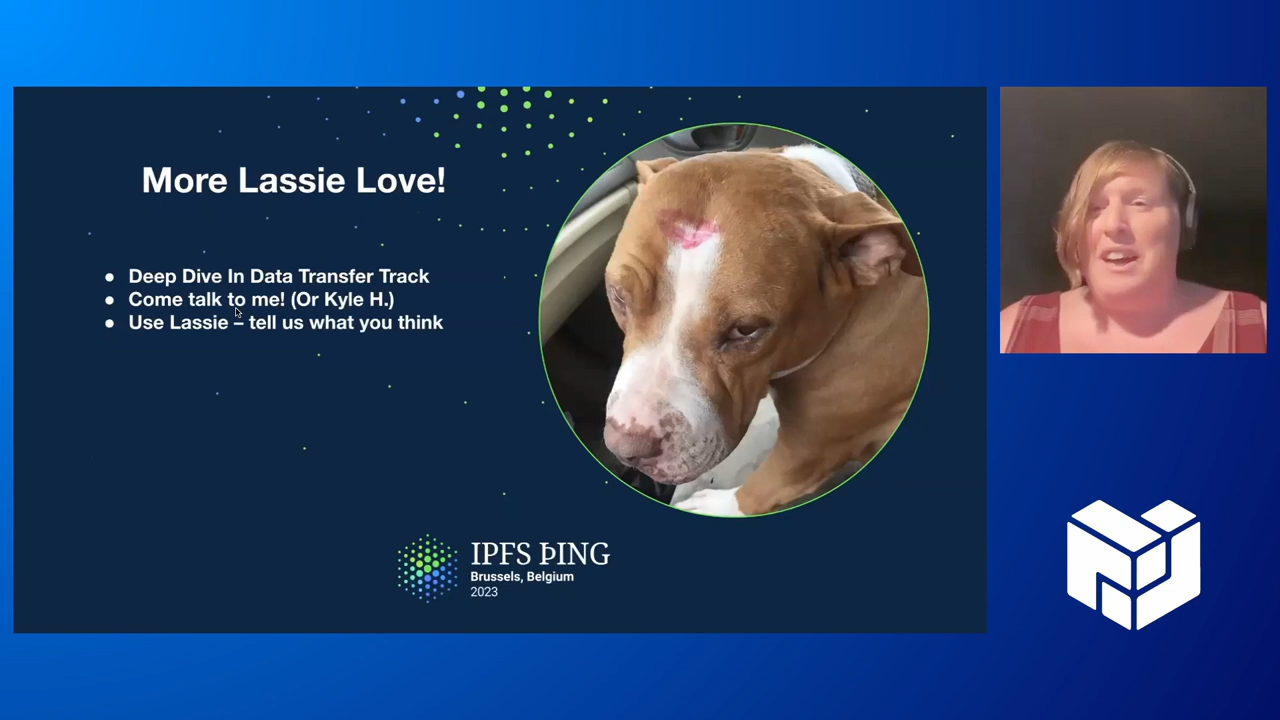 More Lassie Love!
● Deep Dive In Data Transfer Track
● Come talk to me! (Or Kyle H.)
● Use Lassie – tell us what you think
IPFS ÞING
Brussels, Belgium
2023